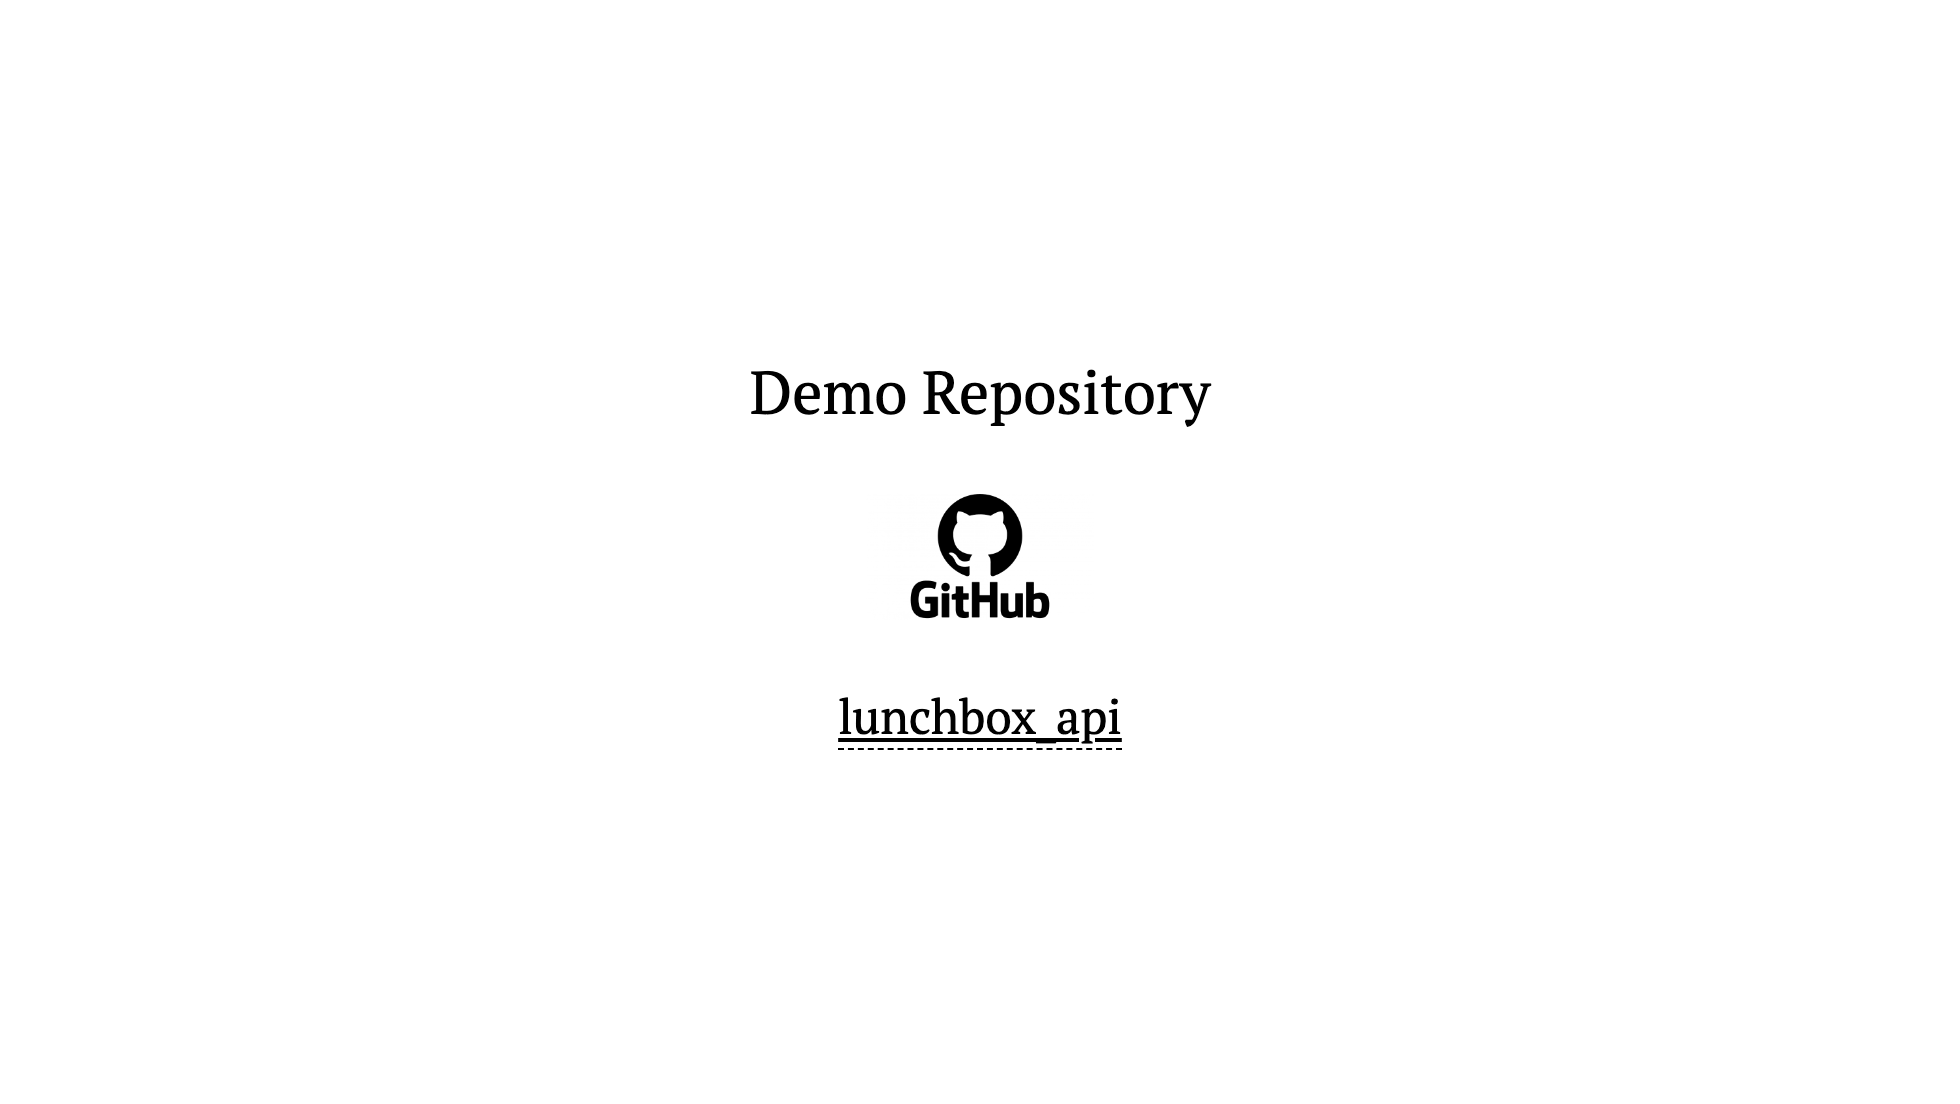 Demo Repository
GitHub
lunchbox_api